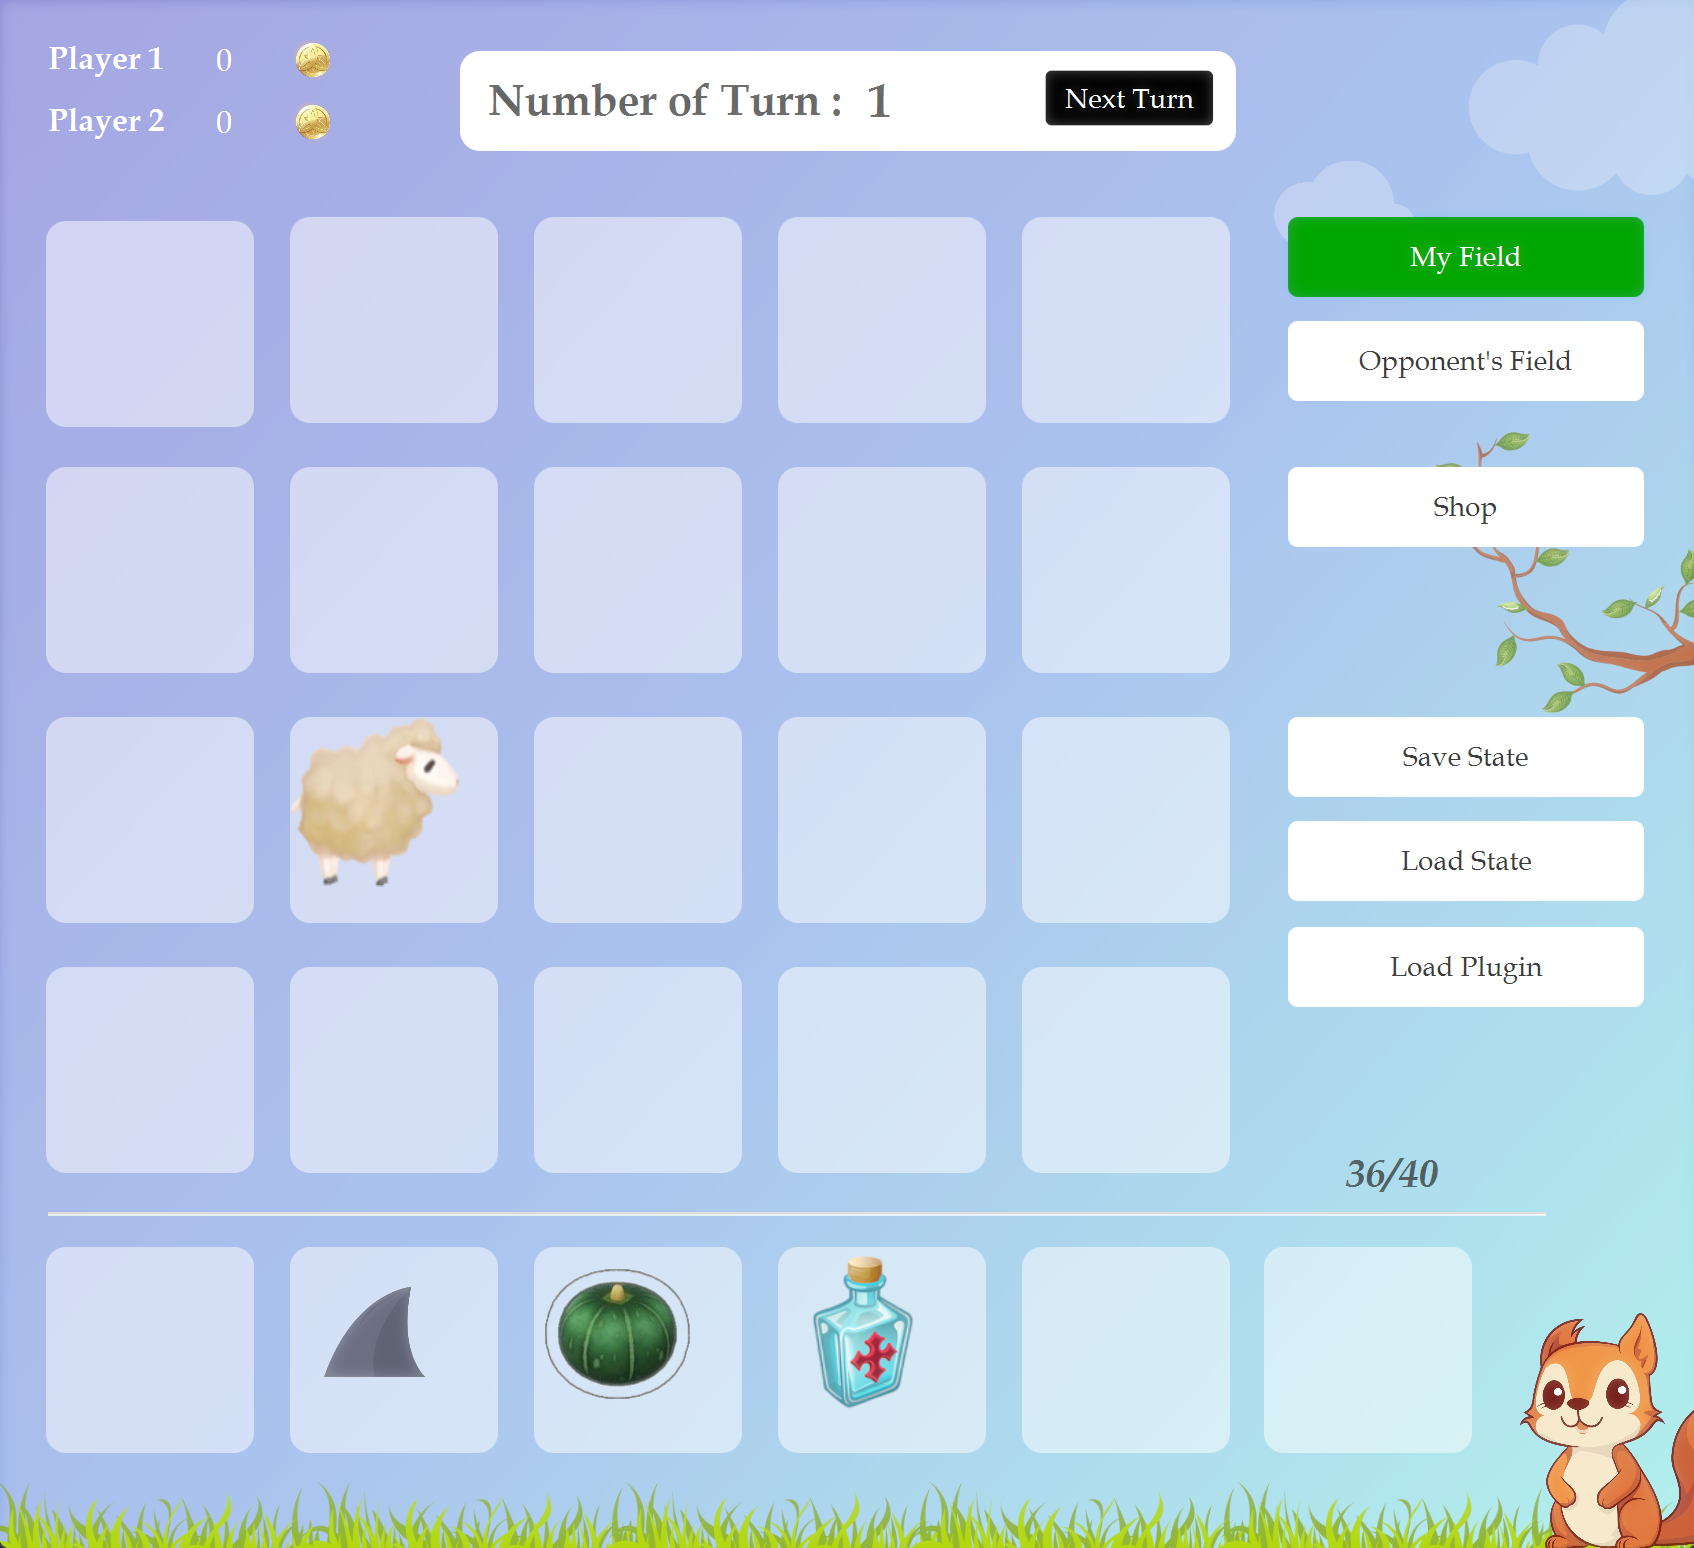 Player 1 0
Player 2 0
Number of Turn : 1
Next Turn
My Field
Opponent's Field
Shop
Save State
Load State
Load Plugin
36/40